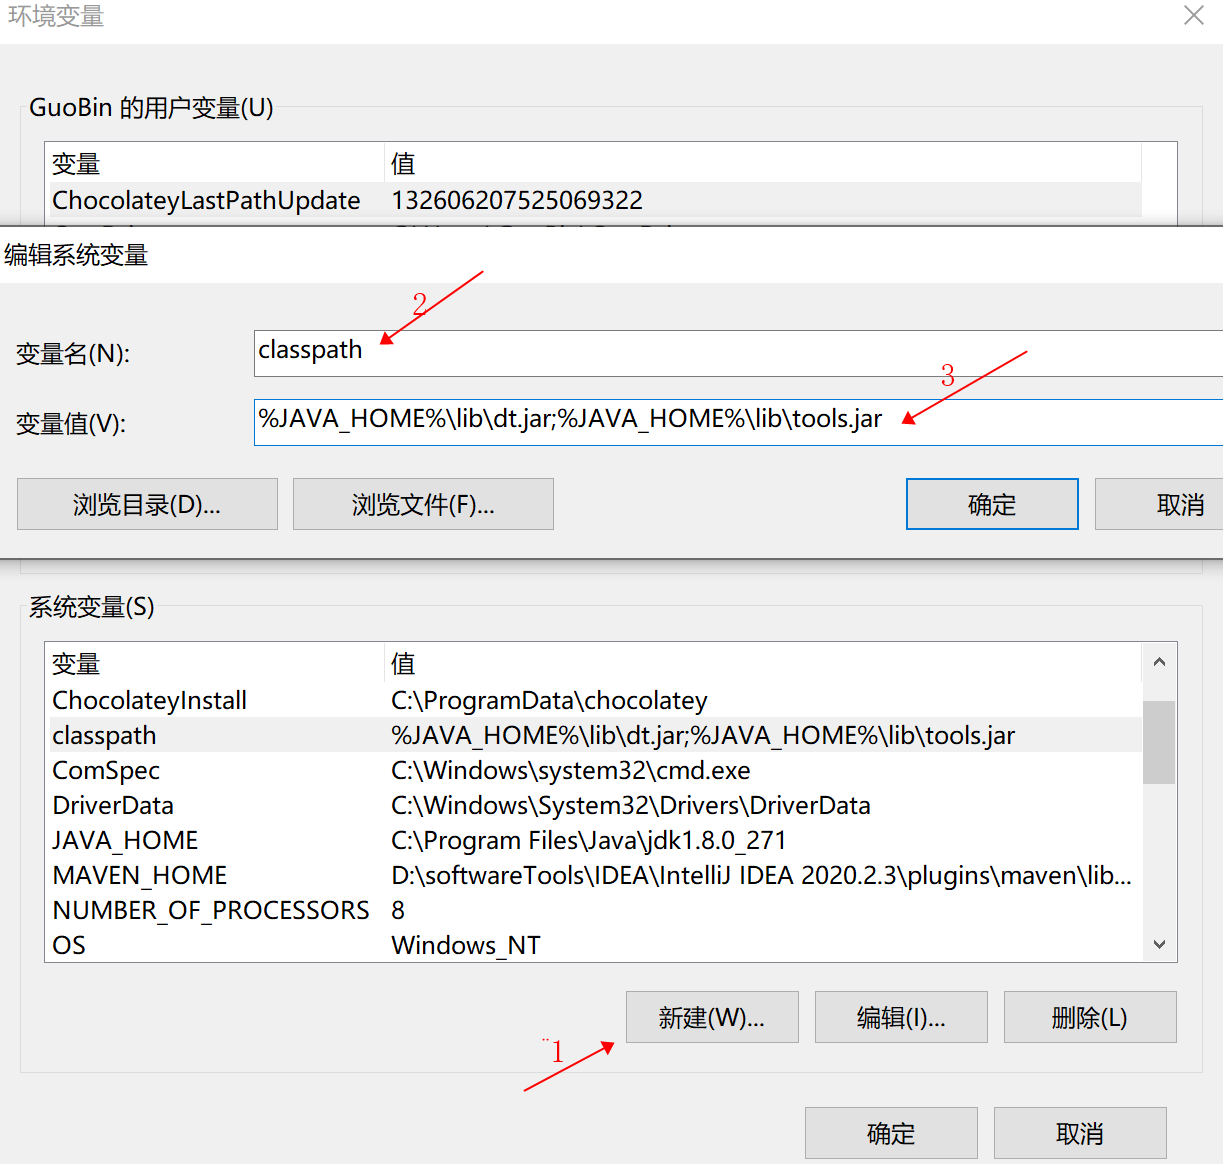 环境变量
GuoBin 的用户变量(U)
变量 值
ChocolateyLastPathUpdate 132606207525069322
编辑系统变量
2
变量名(N): classpath
3
变量值(V): %JAVA_HOME%\lib\dt.jar;%JAVA_HOME%\lib\tools.jar
浏览目录(D)... 浏览文件(F)... 确定 取消
系统变量(S)
变量 值
ChocolateyInstall C:\ProgramData\chocolatey
classpath %JAVA_HOME%\lib\dt.jar;%JAVA_HOME%\lib\tools.jar
ComSpec C:\Windows\system32\cmd.exe
DriverData C:\Windows\System32\Drivers\DriverData
JAVA_HOME C:\Program Files\Java\jdk1.8.0_271
MAVEN_HOME D:\softwareTools\IDEA\IntelliJ IDEA 2020.2.3\plugins\maven\lib...
NUMBER_OF_PROCESSORS 8
OS Windows_NT
新建(W)... 编辑(I)... 删除(L)
1
确定 取消